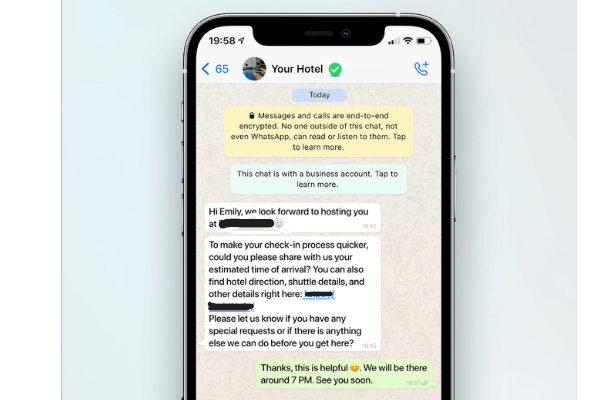 19:58
65
Your Hotel
Today
Messages and calls are end-to-end
encrypted. No one outside of this chat, not
even WhatsApp, can read or listen to them. Tap
to learn more.
This chat is with a business account. Tap to
learn more.
Hi Emily, we look forward to hosting you
at
19:45
To make your check-in process quicker,
could you please share with us your
estimated time of arrival? You can also
find hotel direction, shuttle details, and
other details right here:
Please let us know if you have any
special requests or if there is anything
else we can do before you get here?
19:45
Thanks, this is helpful 😊. We will be there
around 7 PM. See you soon.
19:57